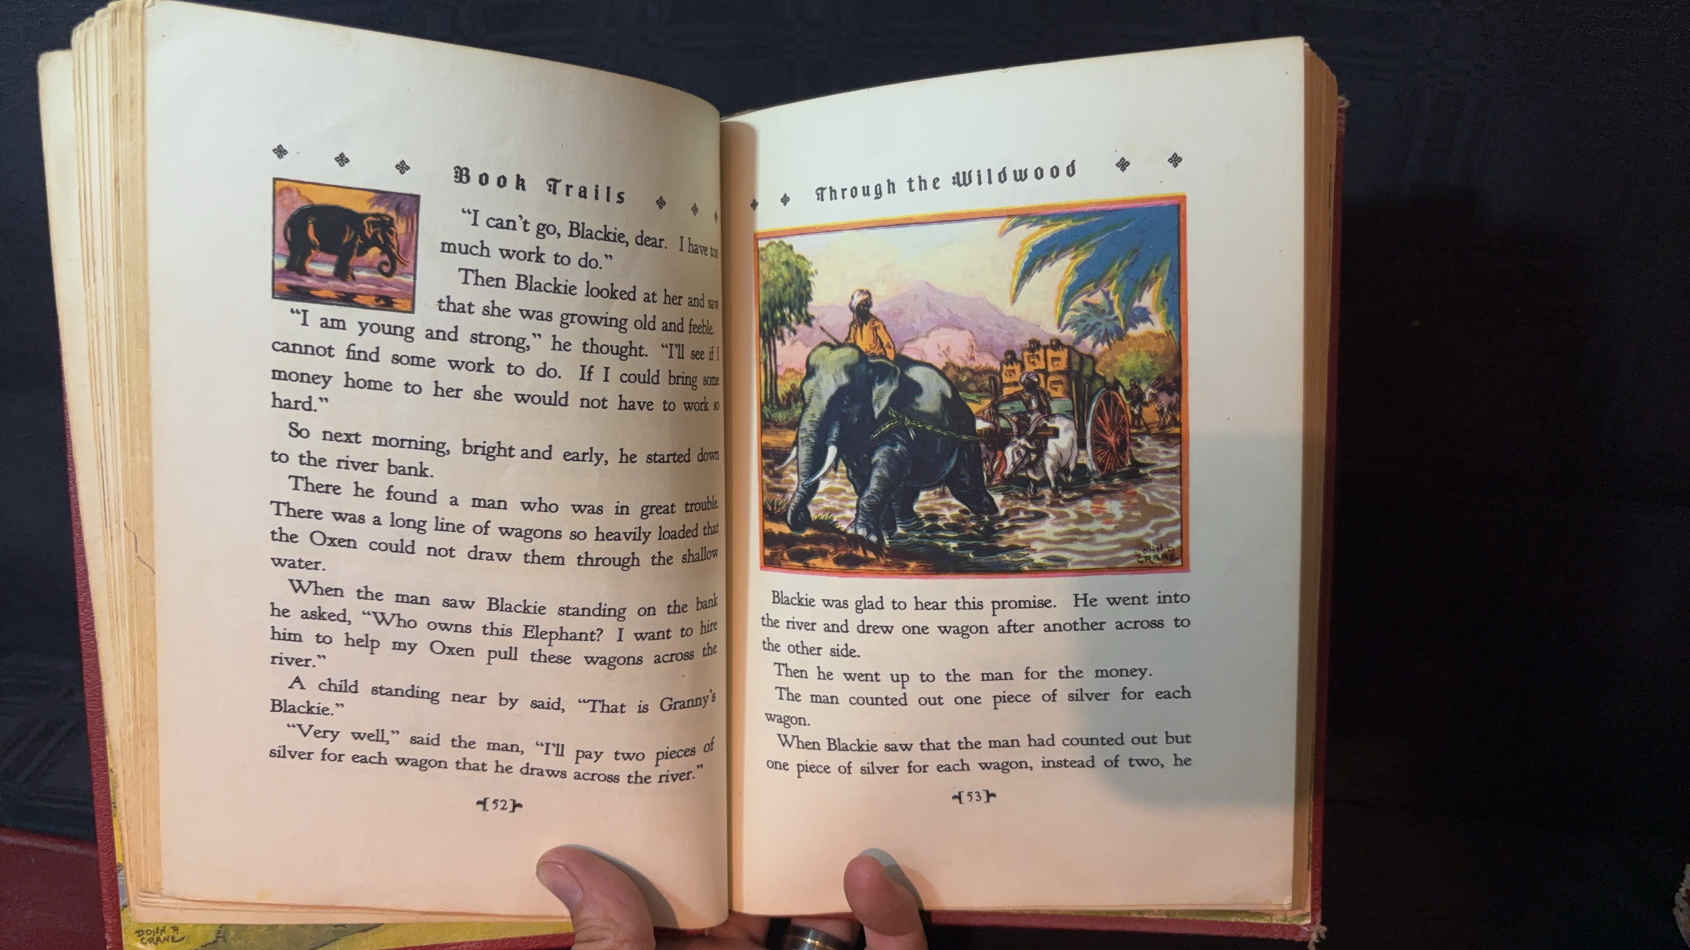 Book Trails
"I can't go, Blackie, dear. I have too
much work to do."
Then Blackie looked at her and saw
that she was growing old and feeble.
"I am young and strong," he thought. "I'll see if I
cannot find some work to do. If I could bring some
money home to her she would not have to work so
hard."
So next morning, bright and early, he started down
to the river bank.
There he found a man who was in great trouble.
There was a long line of wagons so heavily loaded that
the Oxen could not draw them through the shallow
water.
When the man saw Blackie standing on the bank
he asked, "Who owns this Elephant? I want to hire
him to help my Oxen pull these wagons across the
river."
A child standing near by said, "That is Granny's
Blackie."
"Very well," said the man, "I'll pay two pieces of
silver for each wagon that he draws across the river."
[52]
DONN P.
CRANE
Through the Wildwood
DONN P.
CRANE
Blackie was glad to hear this promise. He went into
the river and drew one wagon after another across to
the other side.
Then he went up to the man for the money.
The man counted out one piece of silver for each
wagon.
When Blackie saw that the man had counted out but
one piece of silver for each wagon, instead of two, he
[53]